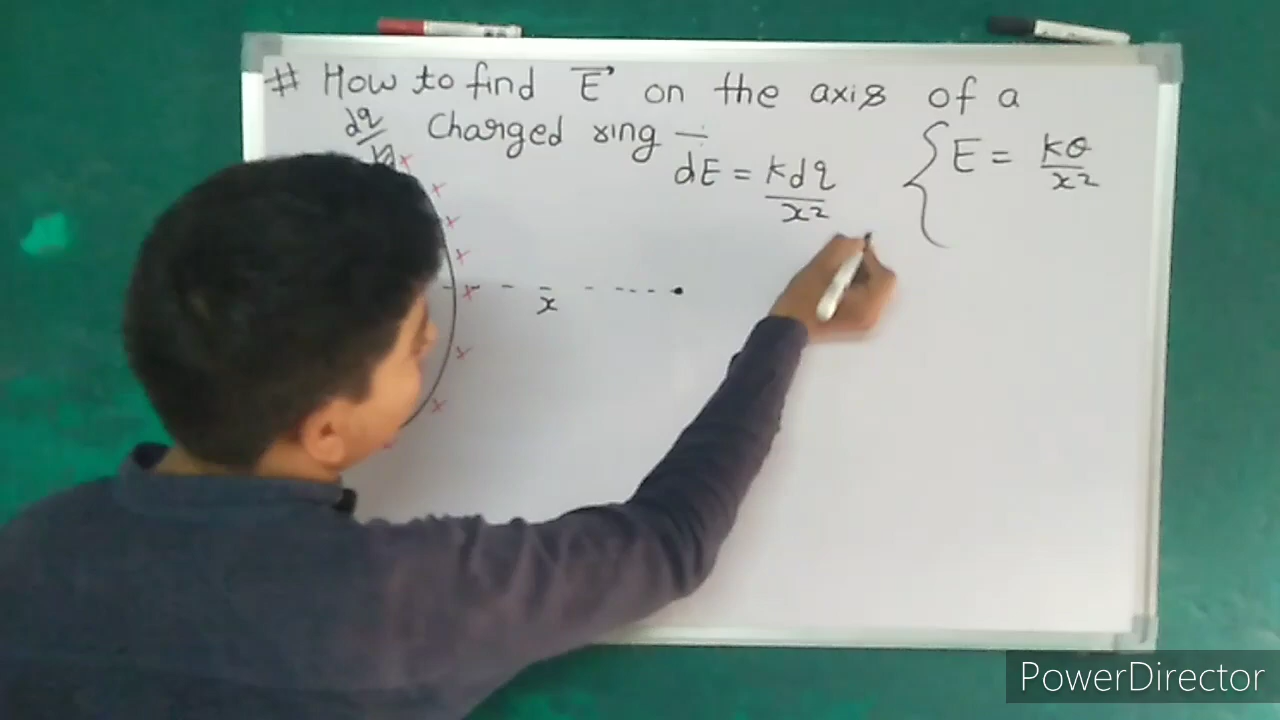 # How to find E⃗ on the axis of a
charged ring ÷
dq
dE = kdq/x²
{ E = kQ/x²
x
PowerDirector